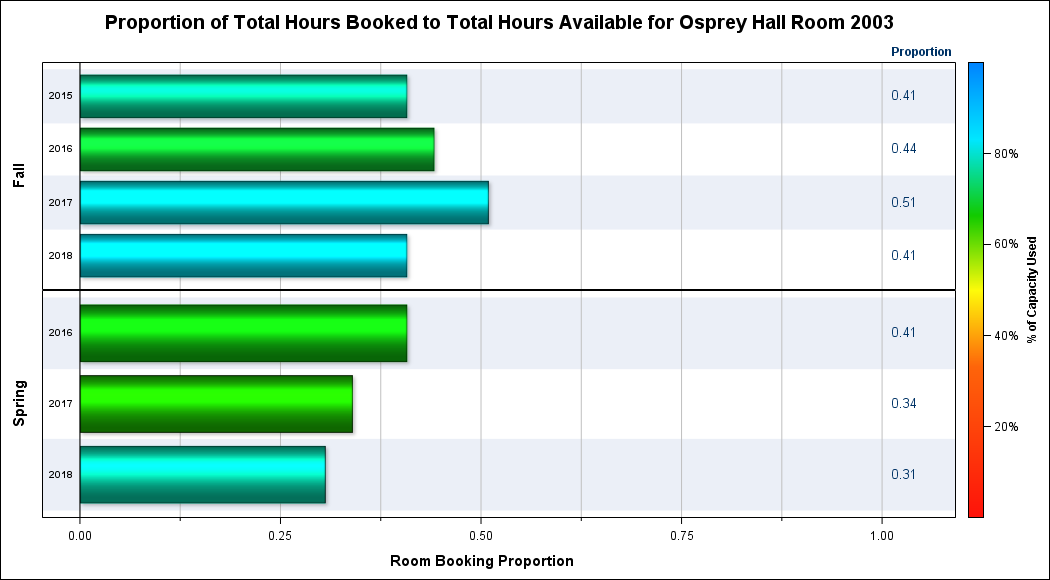 Proportion of Total Hours Booked to Total Hours Available for Osprey Hall Room 2003
Proportion
Fall
2015 0.41
2016 0.44
2017 0.51
2018 0.41
Spring
2016 0.41
2017 0.34
2018 0.31
0.00 0.25 0.50 0.75 1.00
Room Booking Proportion
80%
60%
40%
20%
% of Capacity Used